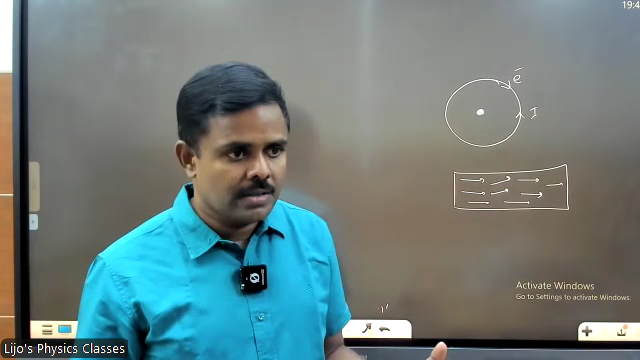 19:4
ē
I
Activate Windows
Go to Settings to activate Windows.
Lijo's Physics Classes